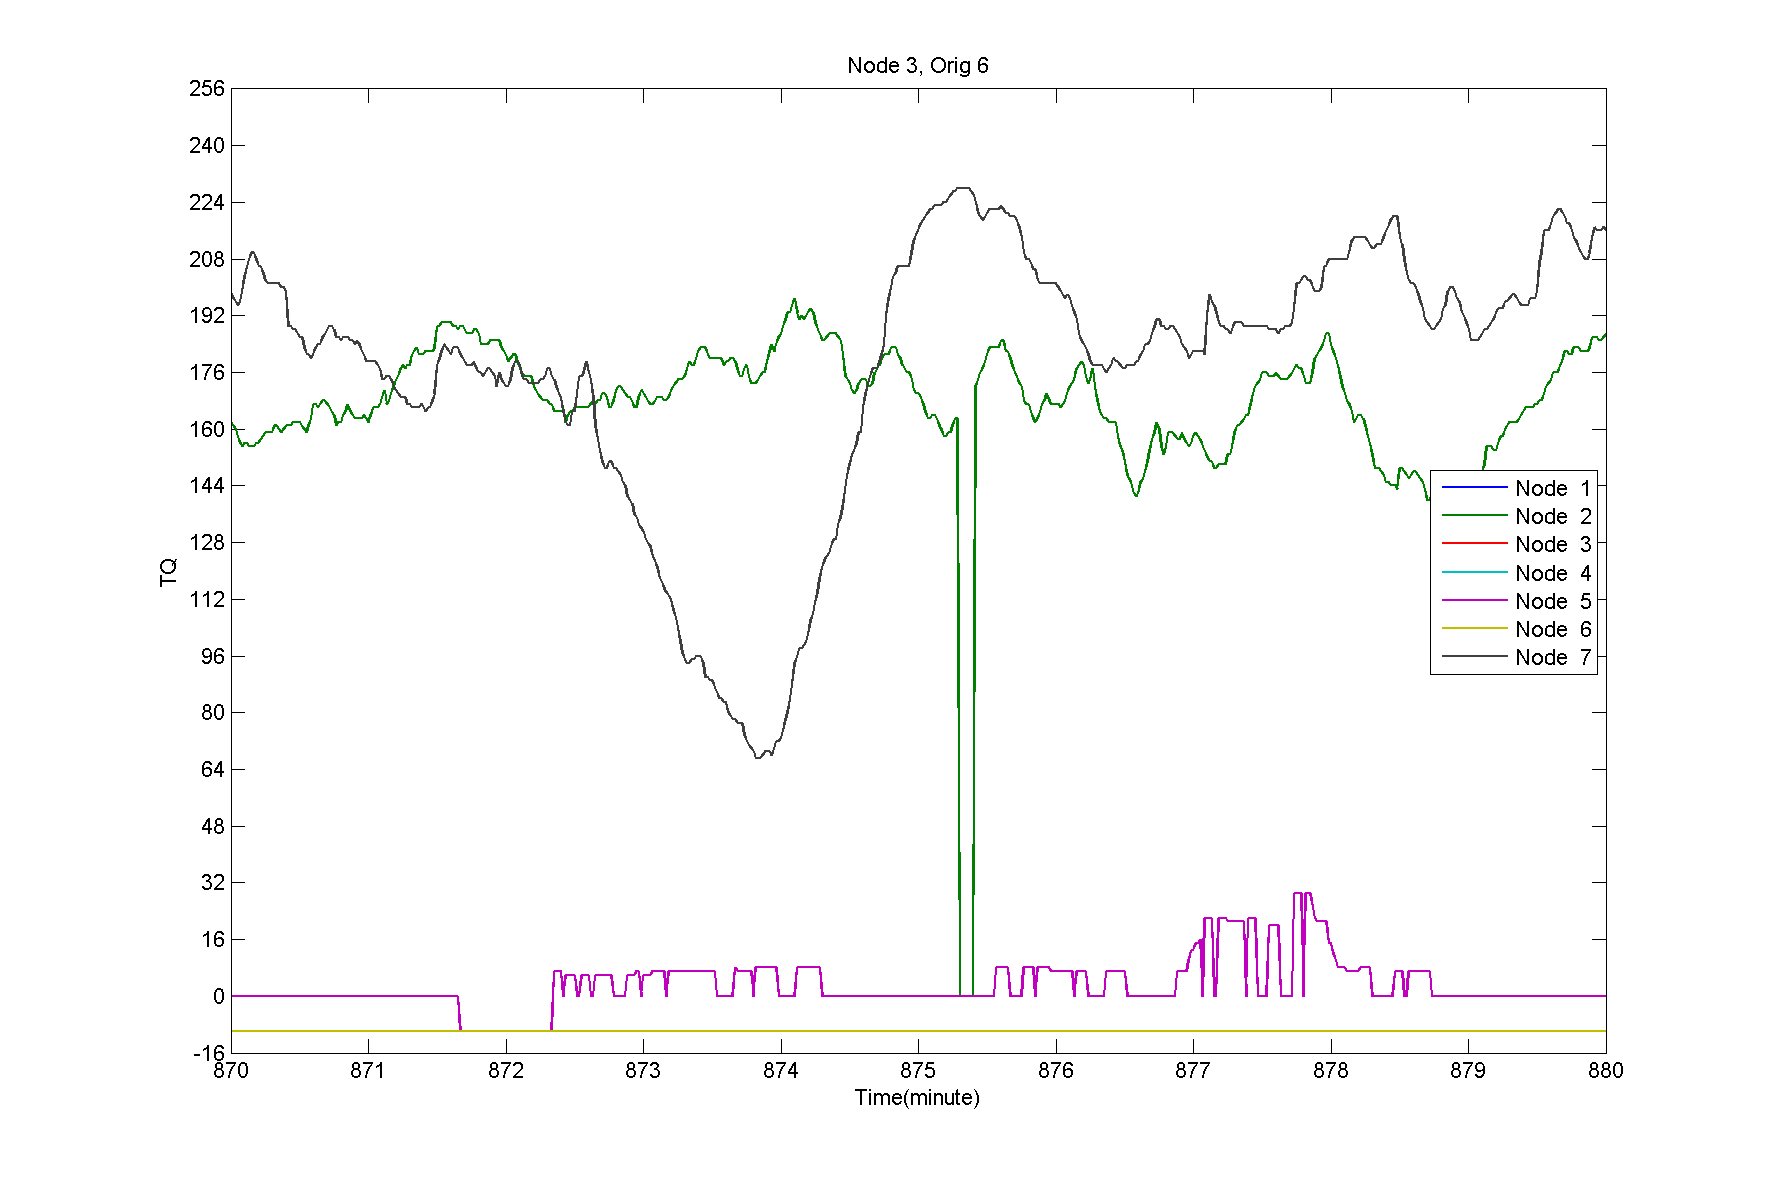 Node 3, Orig 6
256
240
224
208
192
176
160
144
128
112
96
80
64
48
32
16
0
-16
TQ
Node 1
Node 2
Node 3
Node 4
Node 5
Node 6
Node 7
870 871 872 873 874 875 876 877 878 879 880
Time(minute)